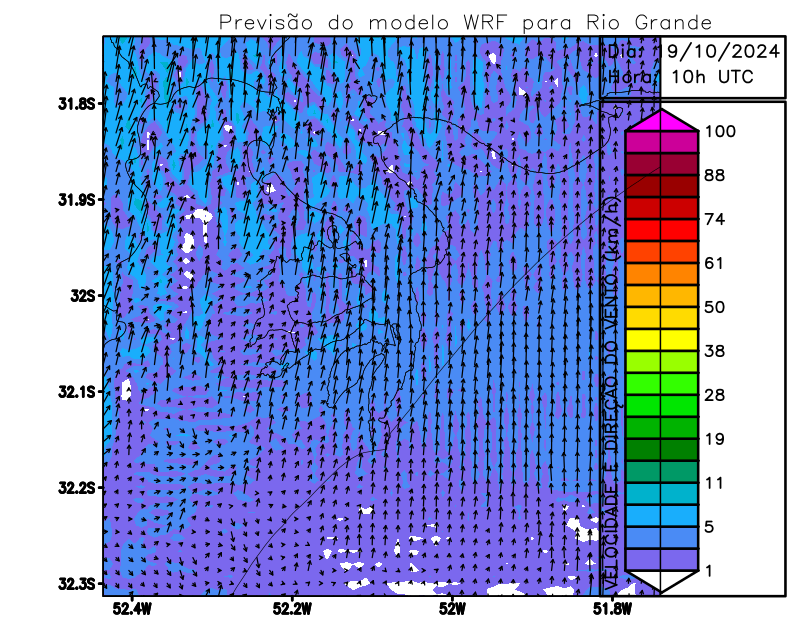 Previsão do modelo WRF para Rio Grande
Dia: 9/10/2024
Hora: 10h UTC
31.8S
31.9S
32S
32.1S
32.2S
32.3S
52.4W
52.2W
52W
51.8W
VELOCIDADE E DIREÇÃO DO VENTO (km/h)
100
88
74
61
50
38
28
19
11
5
1